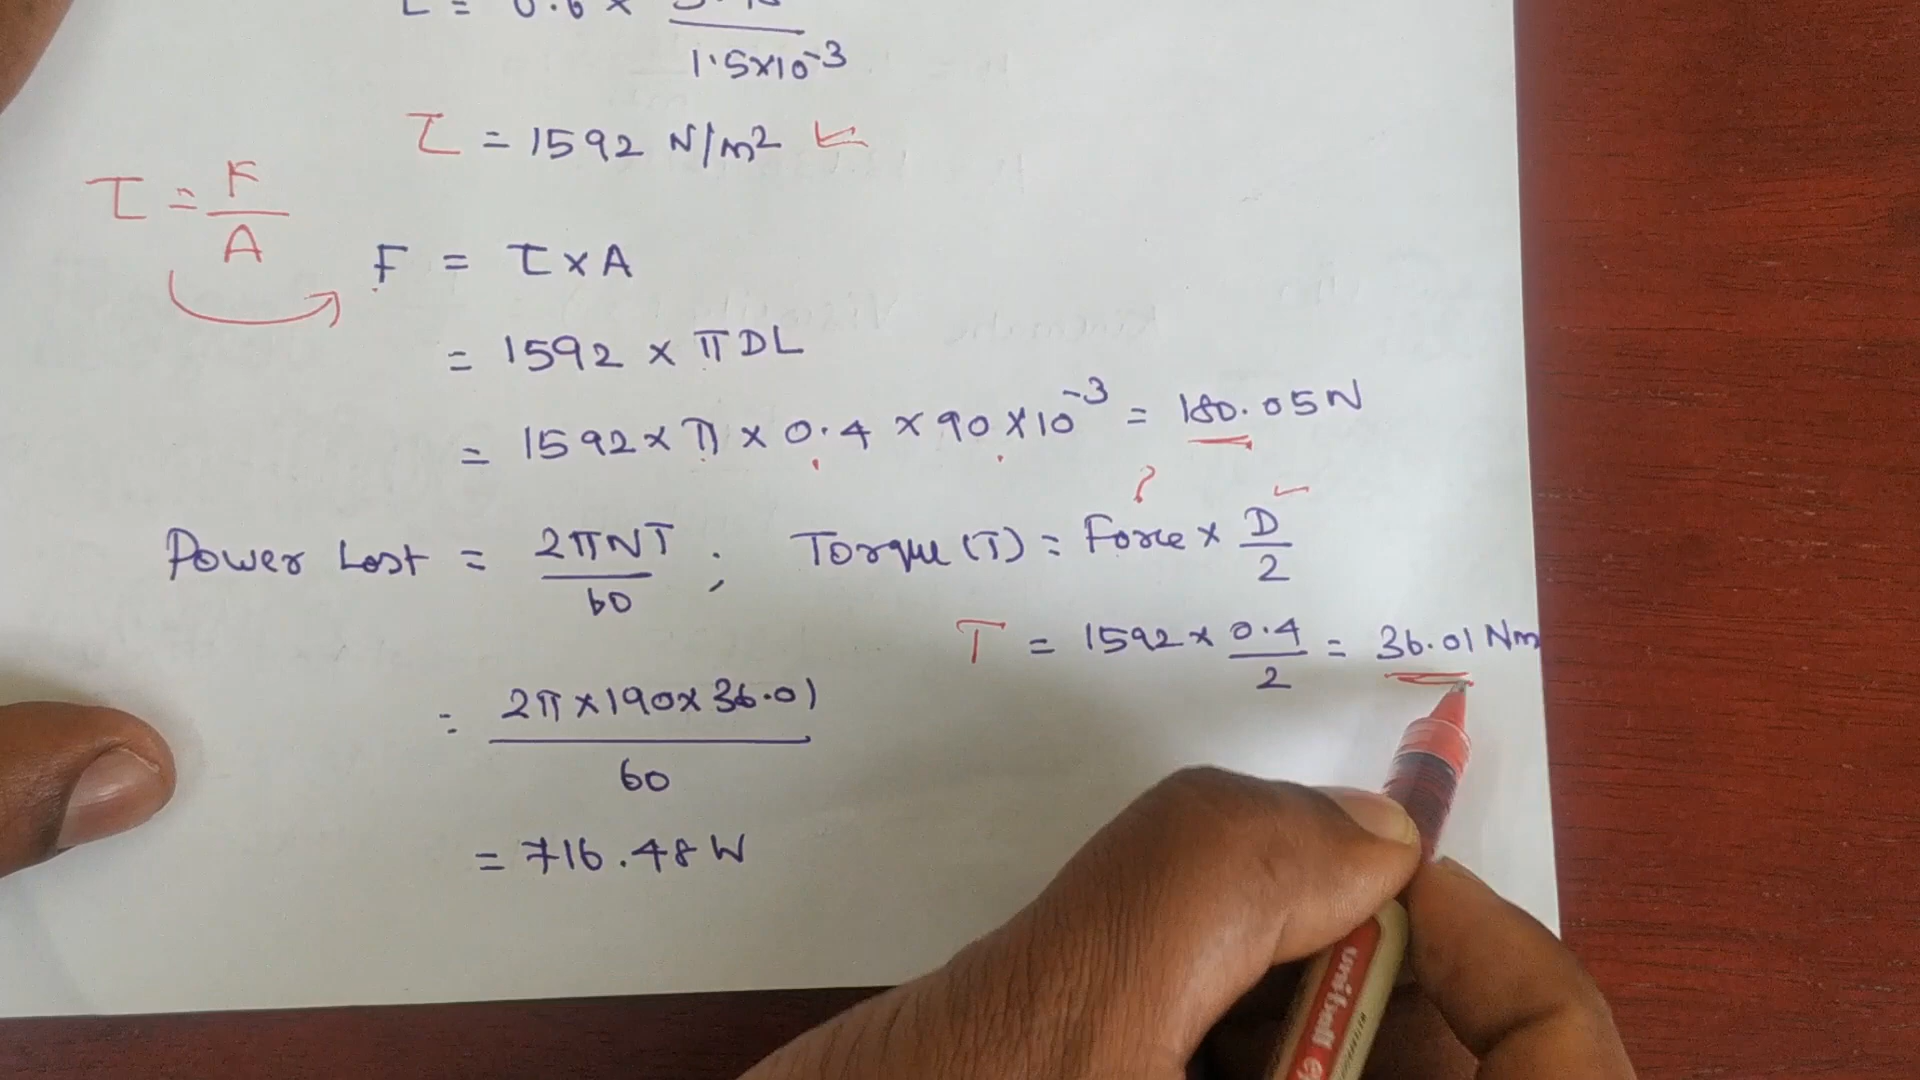 1.5×10⁻³
τ = 1592 N/m²
τ = F/A
F = τ×A
= 1592 × πDL
= 1592 × π × 0.4 × 90 × 10⁻³ = 180.05N
?
Power Lost = 2πNT/60 ; Torque (T) = Force × D/2
T = 1592 × 0.4/2 = 36.01 Nm
= 2π×190×36.01/60
= 716.48 W
uniball